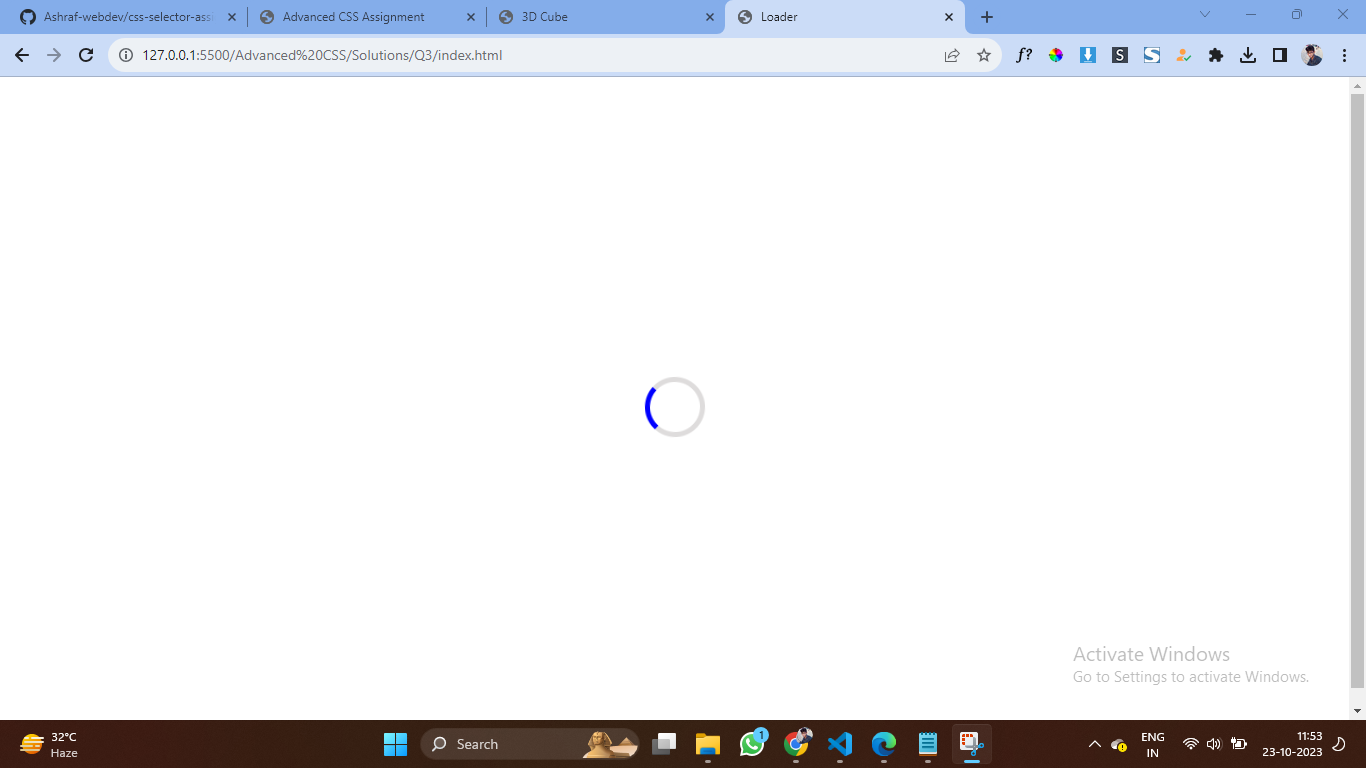 Ashraf-webdev/css-selector-assi
Advanced CSS Assignment
3D Cube
Loader
127.0.0.1:5500/Advanced%20CSS/Solutions/Q3/index.html
f?
S
S
Activate Windows
Go to Settings to activate Windows.
32°C
Haze
Search
1
ENG
IN
11:53
23-10-2023